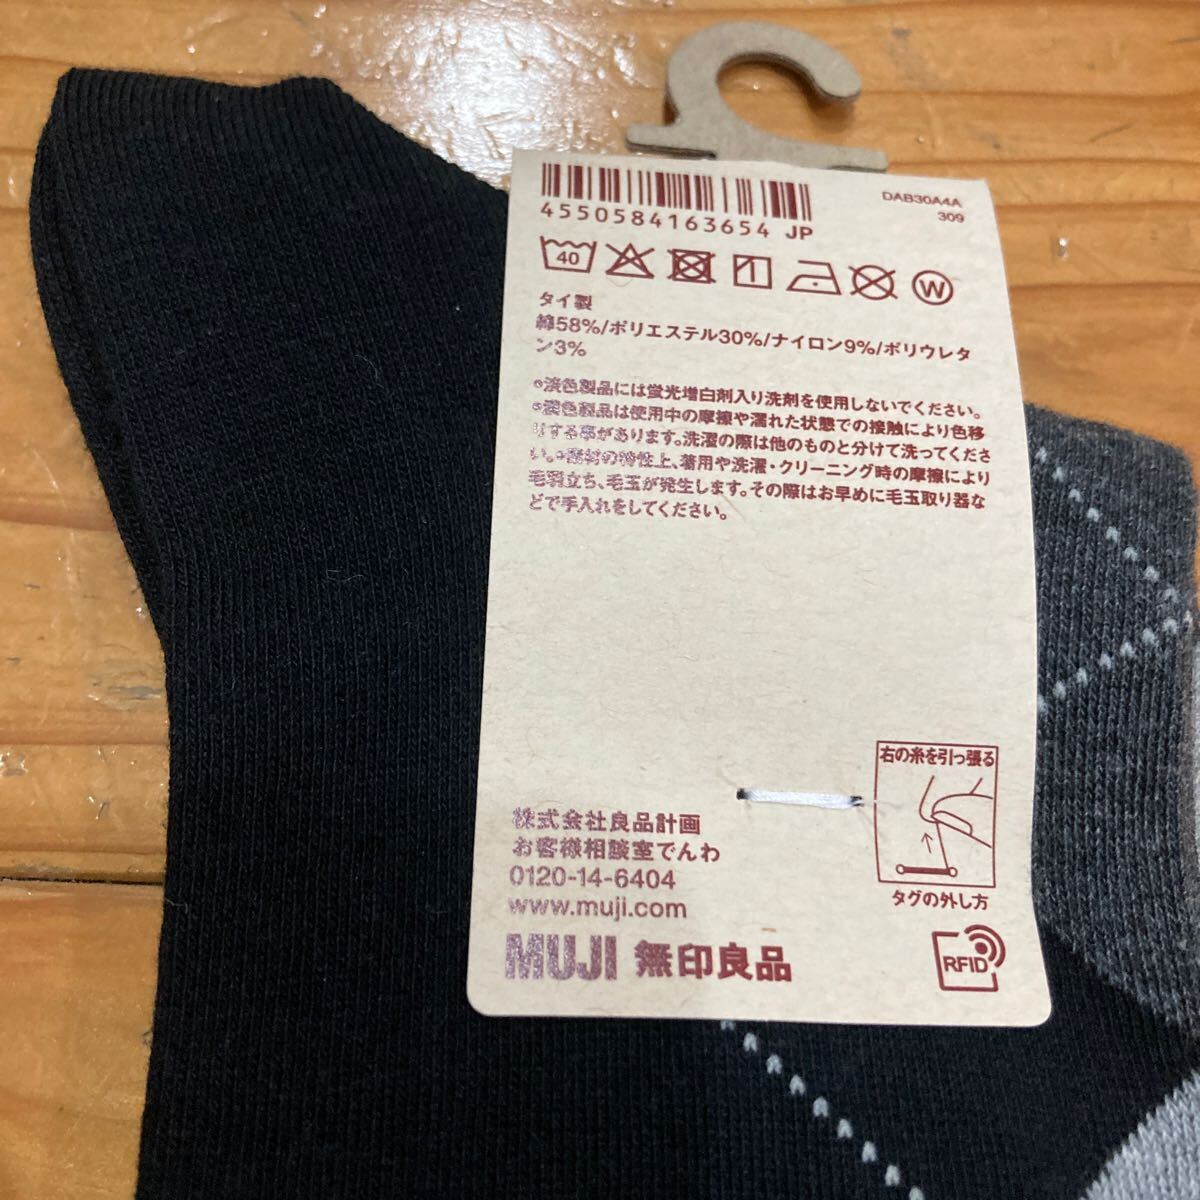 DAB30A4A
309
4550584163654 JP
40
W
タイ製
綿58%/ポリエステル30%/ナイロン9%/ポリウレタ
ン3%
◦淡色製品には蛍光増白剤入り洗剤を使用しないでください。
◦濃色製品は使用中の摩擦や濡れた状態での接触により色移
りする事があります。洗濯の際は他のものと分けて洗ってくださ
い。◦素材の特性上、着用や洗濯・クリーニング時の摩擦により
毛羽立ち、毛玉が発生します。その際はお早めに毛玉取り器な
どで手入れをしてください。
右の糸を引っ張る
タグの外し方
株式会社良品計画
お客様相談室でんわ
0120-14-6404
www.muji.com
MUJI 無印良品
RFID